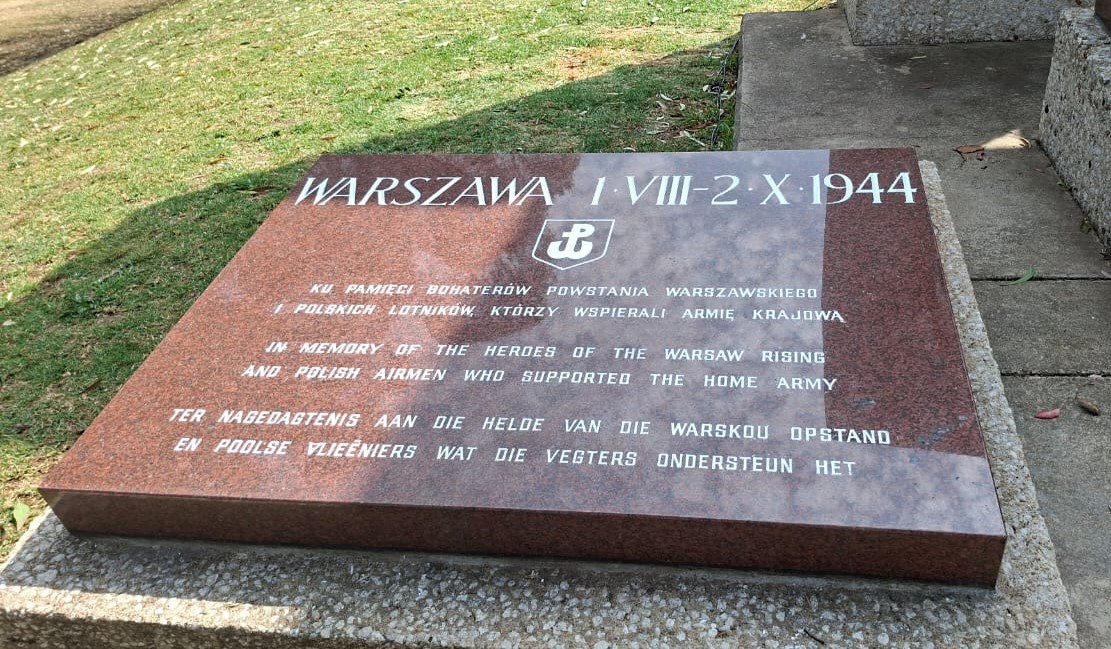 WARSZAWA 1·VIII-2·X·1944
KU PAMIĘCI BOHATERÓW POWSTANIA WARSZAWSKIEGO
I POLSKICH LOTNIKÓW, KTÓRZY WSPIERALI ARMIĘ KRAJOWĄ
IN MEMORY OF THE HEROES OF THE WARSAW RISING
AND POLISH AIRMEN WHO SUPPORTED THE HOME ARMY
TER NAGEDAGTENIS AAN DIE HELDE VAN DIE WARSKOU OPSTAND
EN POOLSE VLIEËNIERS WAT DIE VEGTERS ONDERSTEUN HET